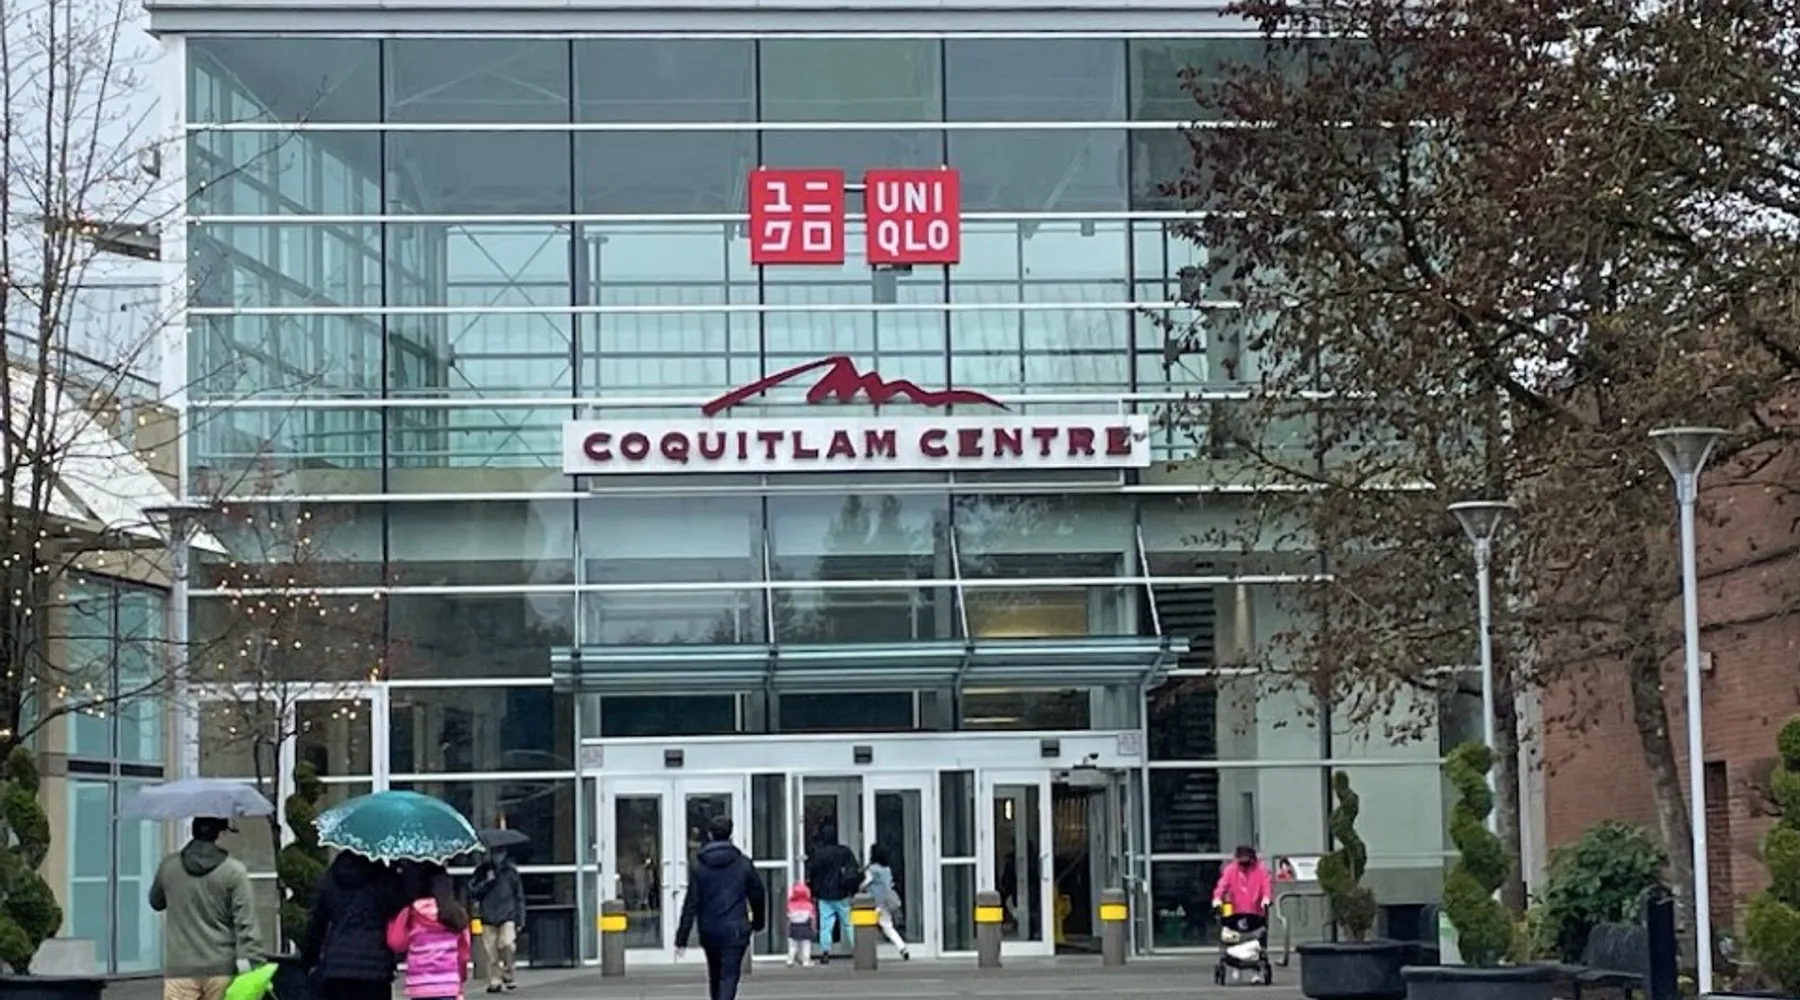 ユニ
クロ
UNI
QLO
COQUITLAM CENTRE